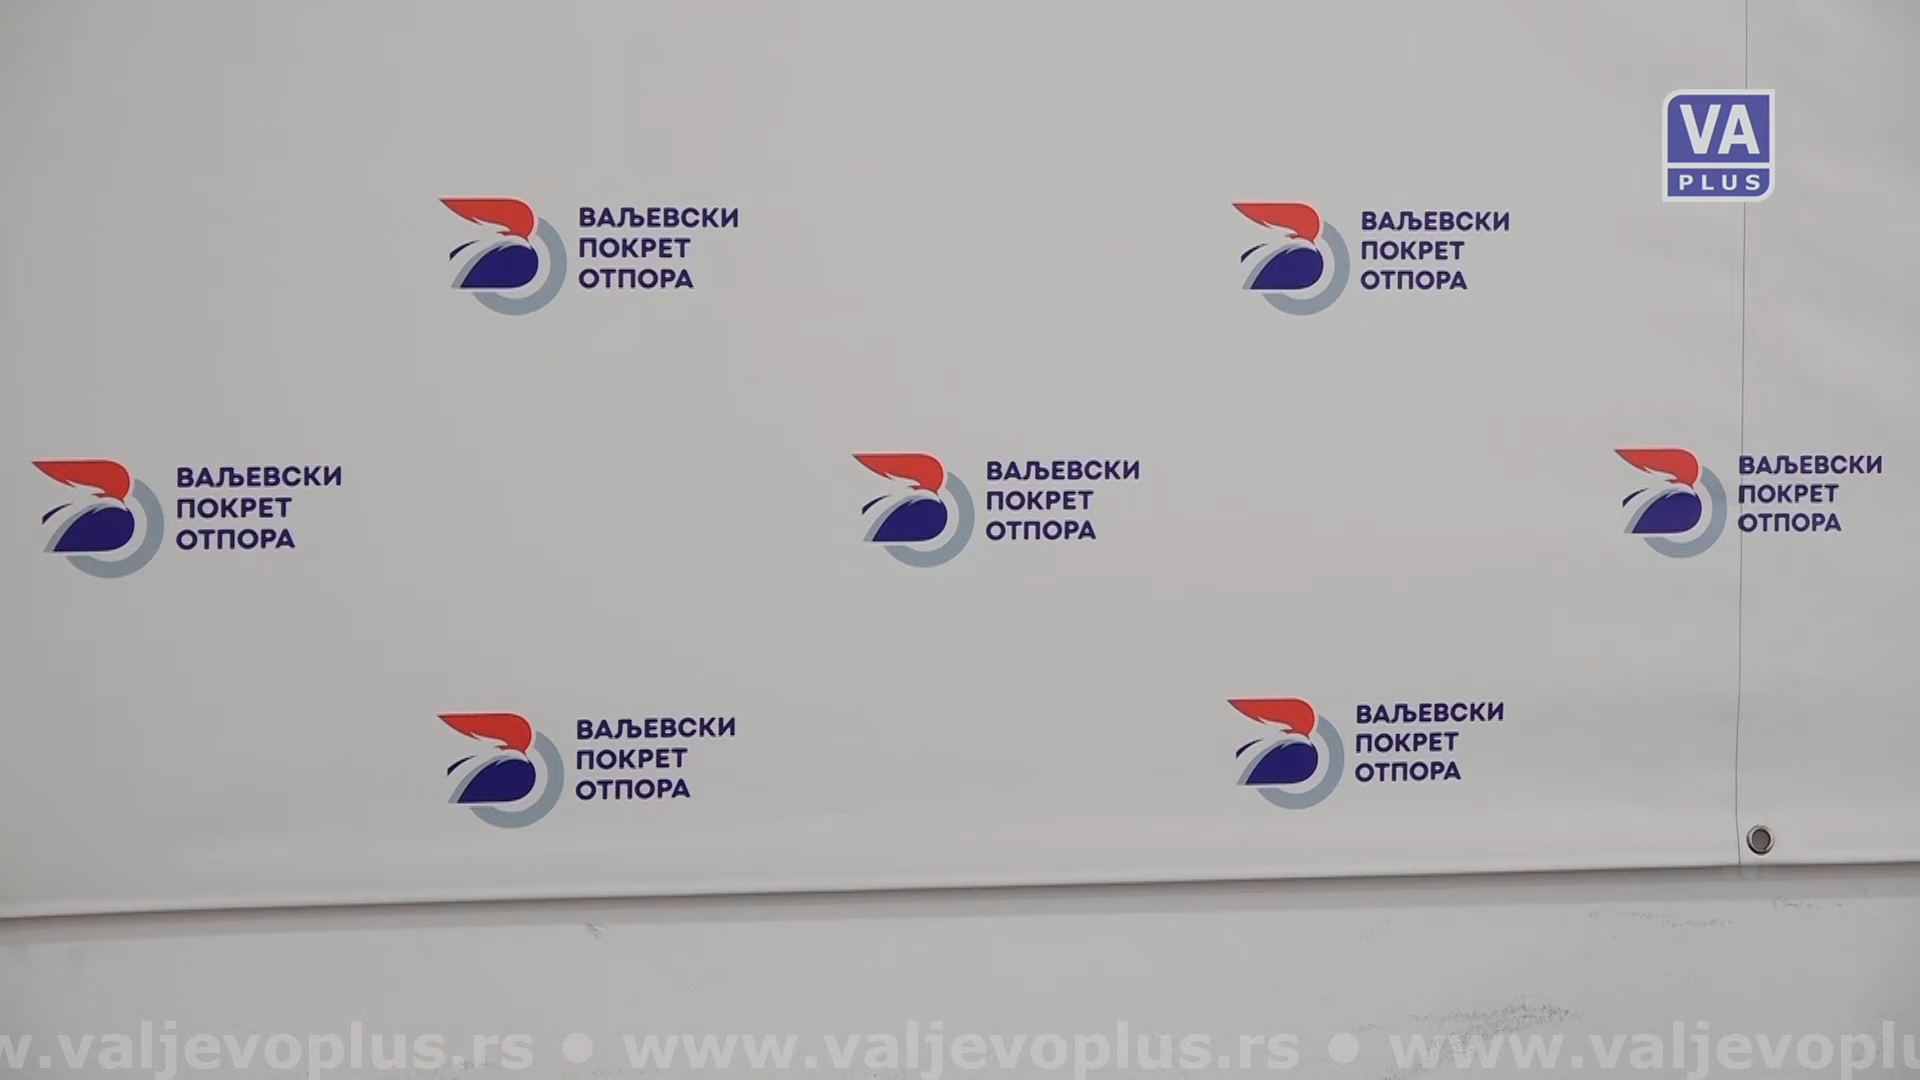 VA
PLUS
ВАЉЕВСКИ
ПОКРЕТ
ОТПОРА
ВАЉЕВСКИ
ПОКРЕТ
ОТПОРА
ВАЉЕВСКИ
ПОКРЕТ
ОТПОРА
ВАЉЕВСКИ
ПОКРЕТ
ОТПОРА
ВАЉЕВСКИ
ПОКРЕТ
ОТПОРА
ВАЉЕВСКИ
ПОКРЕТ
ОТПОРА
ВАЉЕВСКИ
ПОКРЕТ
ОТПОРА
w.valjevoplus.rs • www.valjevoplus.rs • www.valjevoplu